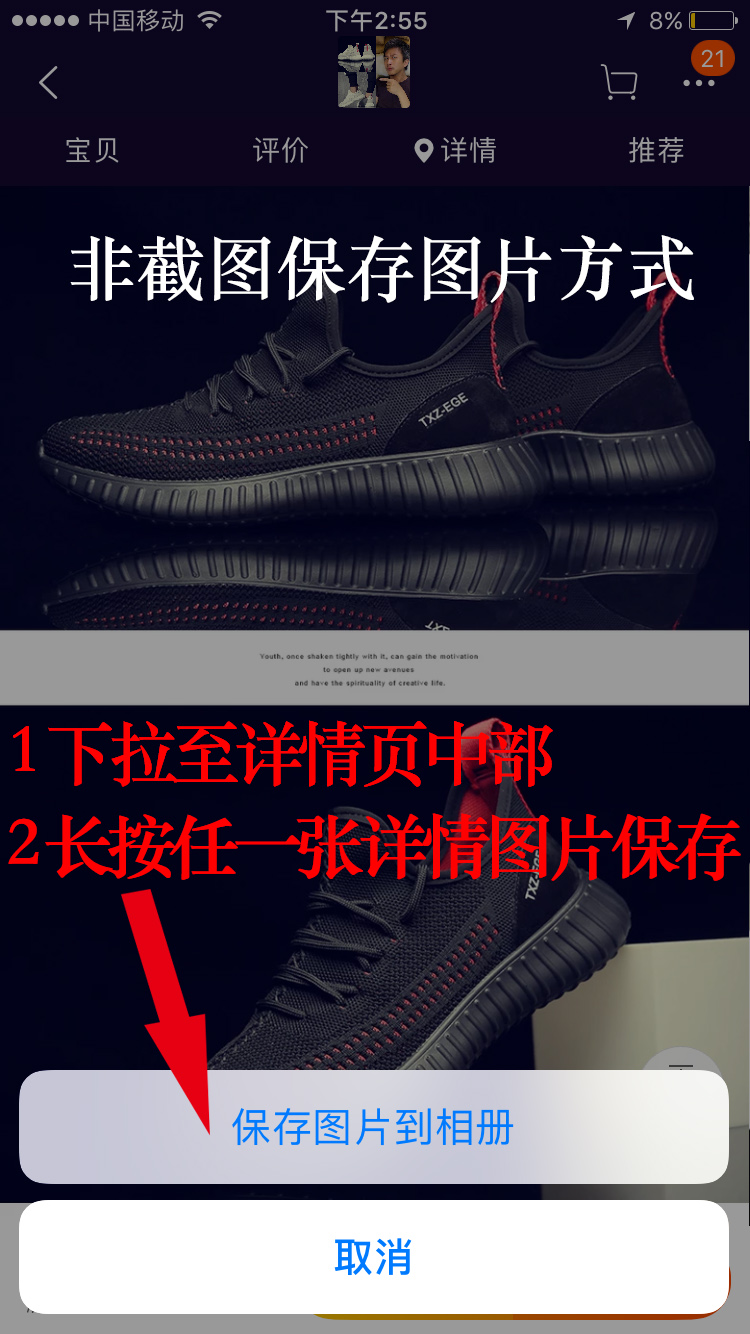 中国移动
下午2:55
8%
21
宝贝
评价
详情
推荐
非截图保存图片方式
TXZ-EGE
Youth, once shaken tightly with it, can gain the motivation
to open up new avenues
and have the spirituality of creative life.
1下拉至详情页中部
2长按任一张详情图片保存
TXZ-EGE
保存图片到相册
取消